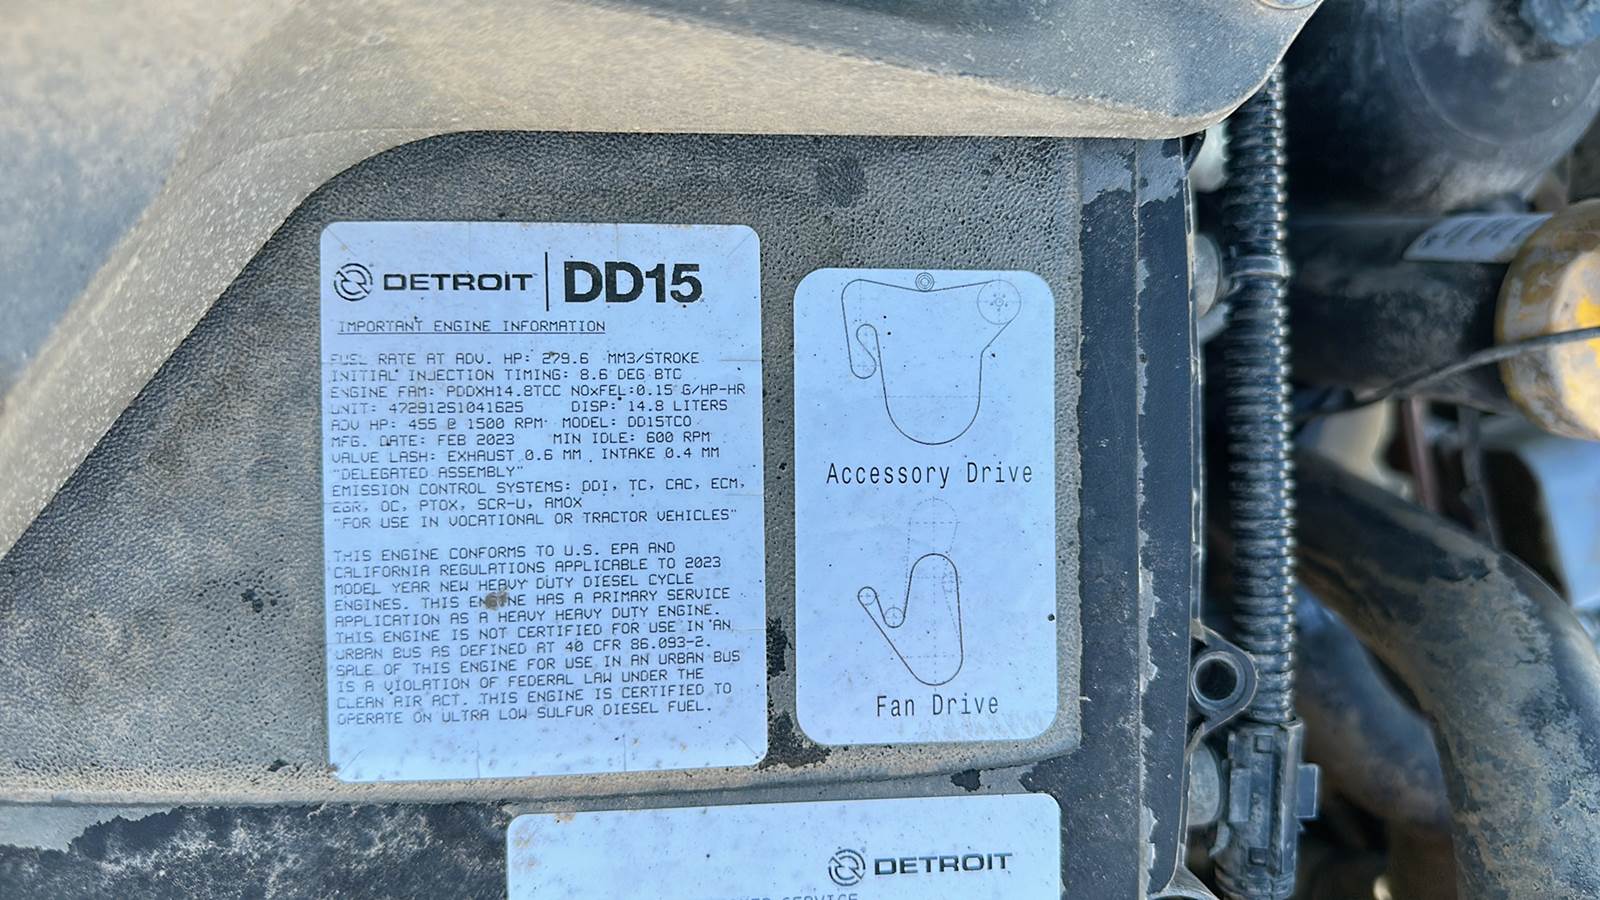 DETROIT DD15
IMPORTANT ENGINE INFORMATION
FUEL RATE AT ADV. HP: 279.6 MM3/STROKE
INITIAL INJECTION TIMING: 8.6 DEG BTC
ENGINE FAM: PDDXH14.8TCC NOxFEL:0.15 G/HP-HR
UNIT: 472912S1041625 DISP: 14.8 LITERS
ADV HP: 455 @ 1500 RPM MODEL: DD15TCO
MFG. DATE: FEB 2023 MIN IDLE: 600 RPM
VALVE LASH: EXHAUST 0.6 MM . INTAKE 0.4 MM
"DELEGATED ASSEMBLY"
EMISSION CONTROL SYSTEMS: DDI, TC, CAC, ECM,
EGR, OC, PTOX, SCR-U, AMOX
"FOR USE IN VOCATIONAL OR TRACTOR VEHICLES"
THIS ENGINE CONFORMS TO U.S. EPA AND
CALIFORNIA REGULATIONS APPLICABLE TO 2023
MODEL YEAR NEW HEAVY DUTY DIESEL CYCLE
ENGINES. THIS ENGINE HAS A PRIMARY SERVICE
APPLICATION AS A HEAVY HEAVY DUTY ENGINE.
THIS ENGINE IS NOT CERTIFIED FOR USE IN AN
URBAN BUS AS DEFINED AT 40 CFR 86.093-2.
SALE OF THIS ENGINE FOR USE IN AN URBAN BUS
IS A VIOLATION OF FEDERAL LAW UNDER THE
CLEAN AIR ACT. THIS ENGINE IS CERTIFIED TO
OPERATE ON ULTRA LOW SULFUR DIESEL FUEL.
Accessory Drive
Fan Drive
DETROIT
SERVICE